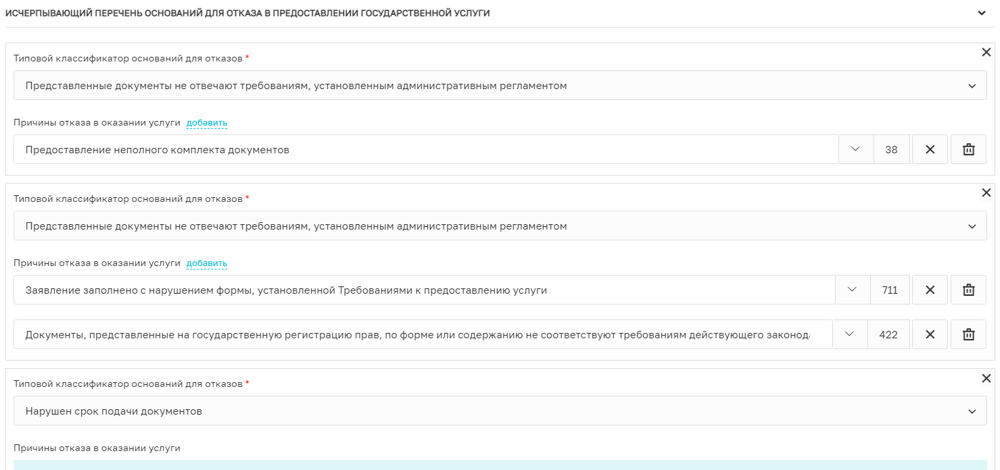 ИСЧЕРПЫВАЮЩИЙ ПЕРЕЧЕНЬ ОСНОВАНИЙ ДЛЯ ОТКАЗА В ПРЕДОСТАВЛЕНИИ ГОСУДАРСТВЕННОЙ УСЛУГИ
Типовой классификатор оснований для отказов *
Представленные документы не отвечают требованиям, установленным административным регламентом
Причины отказа в оказании услуги добавить
Предоставление неполного комплекта документов 38
Типовой классификатор оснований для отказов *
Представленные документы не отвечают требованиям, установленным административным регламентом
Причины отказа в оказании услуги добавить
Заявление заполнено с нарушением формы, установленной Требованиями к предоставлению услуги 711
Документы, представленные на государственную регистрацию прав, по форме или содержанию не соответствуют требованиям действующего законода 422
Типовой классификатор оснований для отказов *
Нарушен срок подачи документов
Причины отказа в оказании услуги